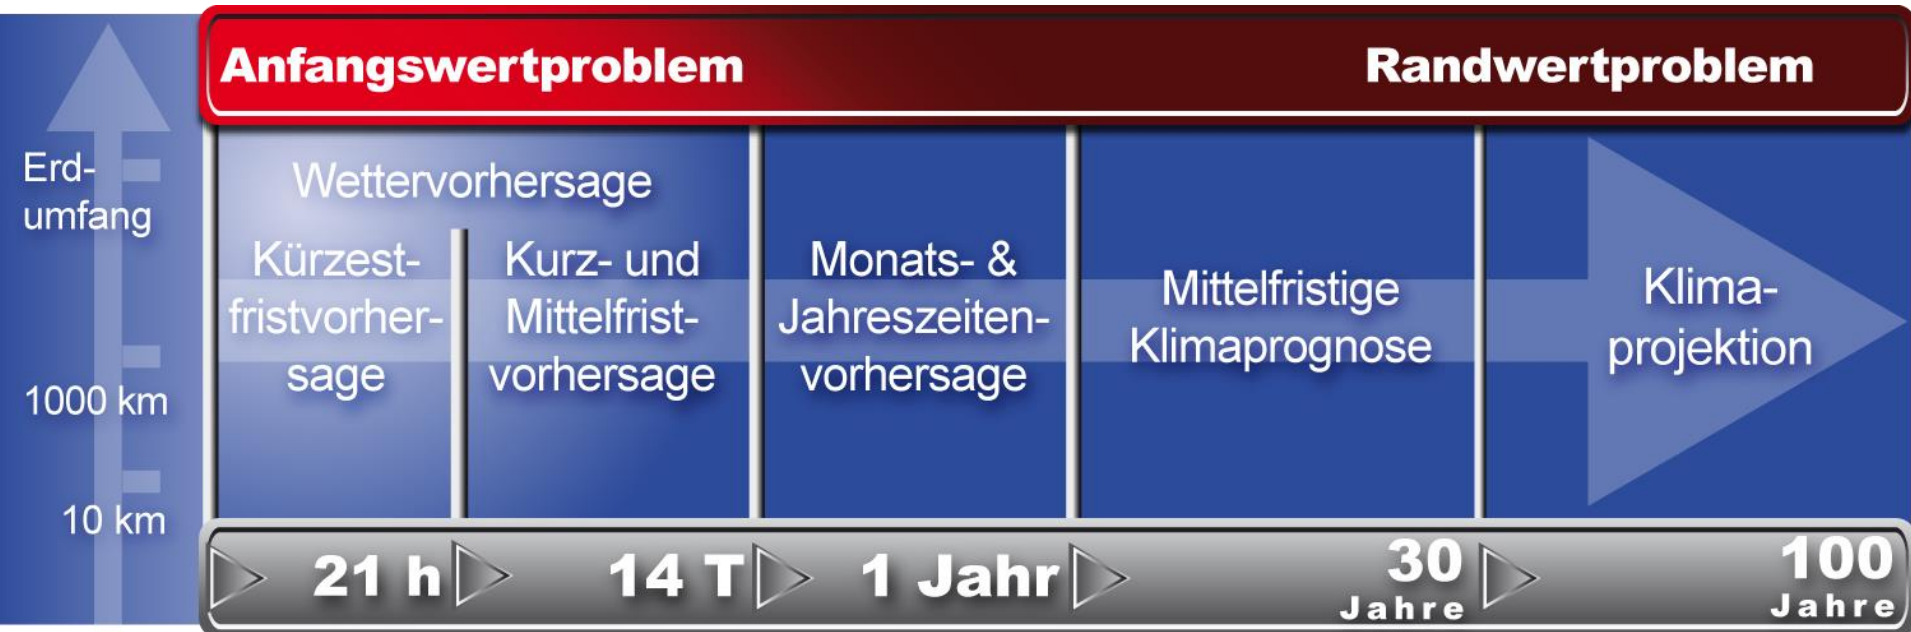 Anfangswertproblem
Randwertproblem
Erd-
umfang
1000 km
10 km
Wettervorhersage
Kürzest-
fristvorher-
sage
Kurz- und
Mittelfrist-
vorhersage
Monats- &
Jahreszeiten-
vorhersage
Mittelfristige
Klimaprognose
Klima-
projektion
21 h
14 T
1 Jahr
30
Jahre
100
Jahre